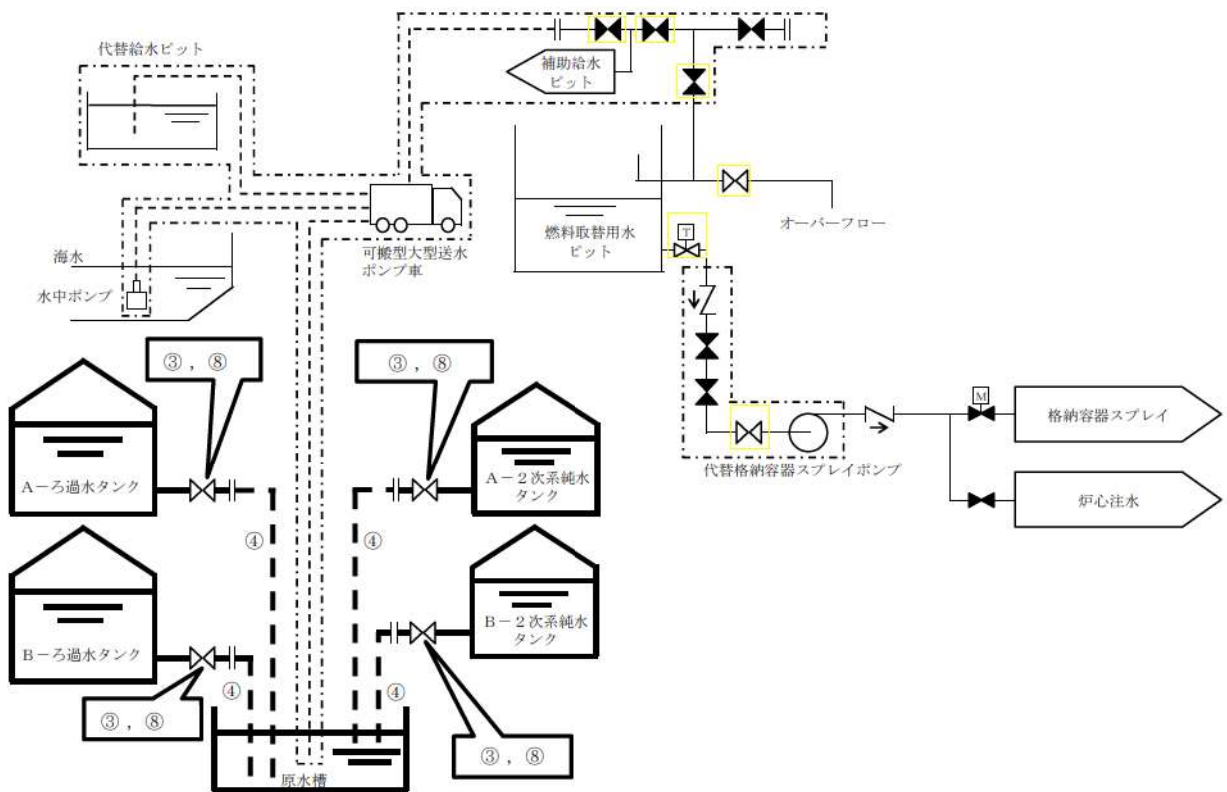 代替給水ピット
補助給水
ピット
オーバーフロー
燃料取替用水
ピット
T
可搬型大型送水
ポンプ車
海水
水中ポンプ
③，⑧
③，⑧
M
格納容器スプレイ
代替格納容器スプレイポンプ
A－ろ過水タンク
A－２次系純水
タンク
炉心注水
④
④
B－ろ過水タンク
B－２次系純水
タンク
④
④
③，⑧
③，⑧
原水槽